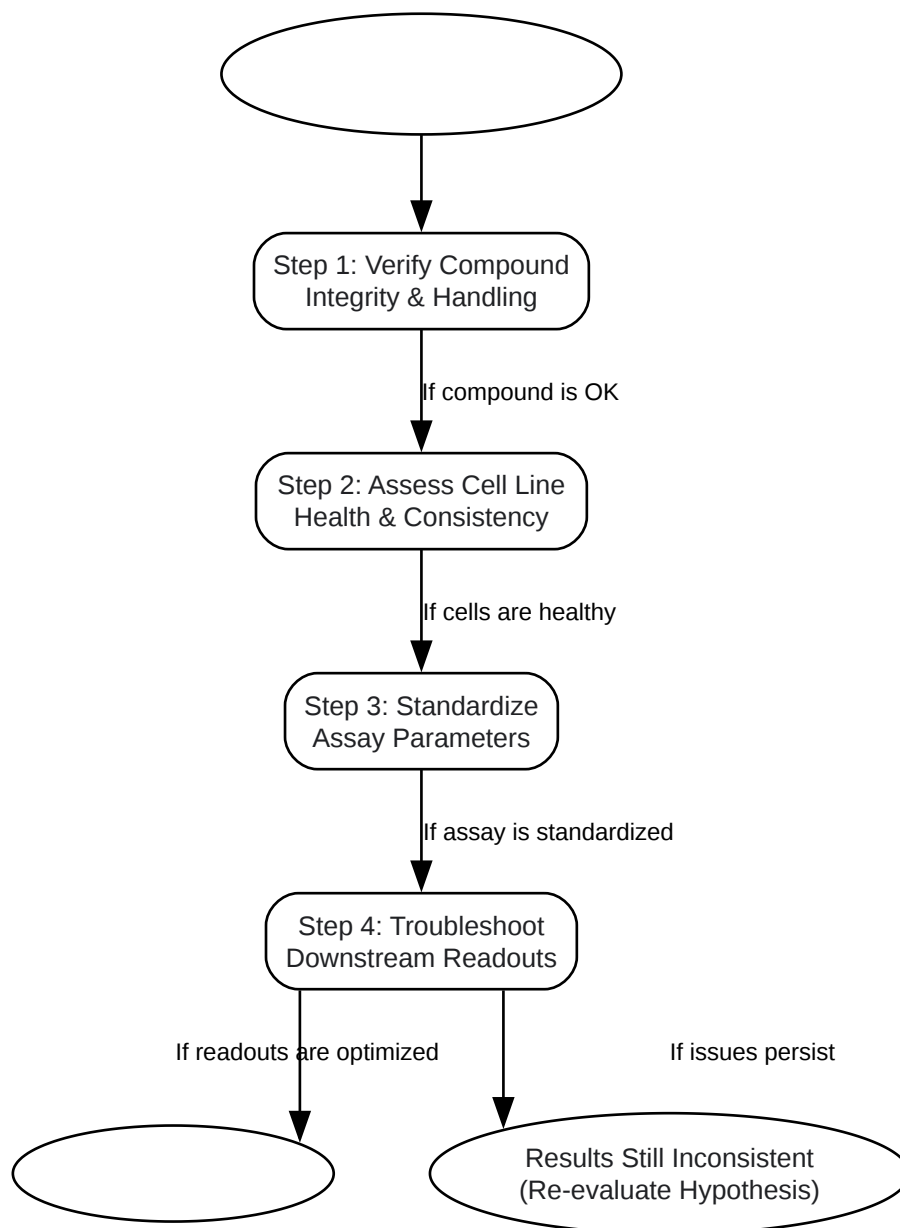 Step 1: Verify Compound
Integrity & Handling
If compound is OK
Step 2: Assess Cell Line
Health & Consistency
If cells are healthy
Step 3: Standardize
Assay Parameters
If assay is standardized
Step 4: Troubleshoot
Downstream Readouts
If readouts are optimized
If issues persist
Results Still Inconsistent
(Re-evaluate Hypothesis)